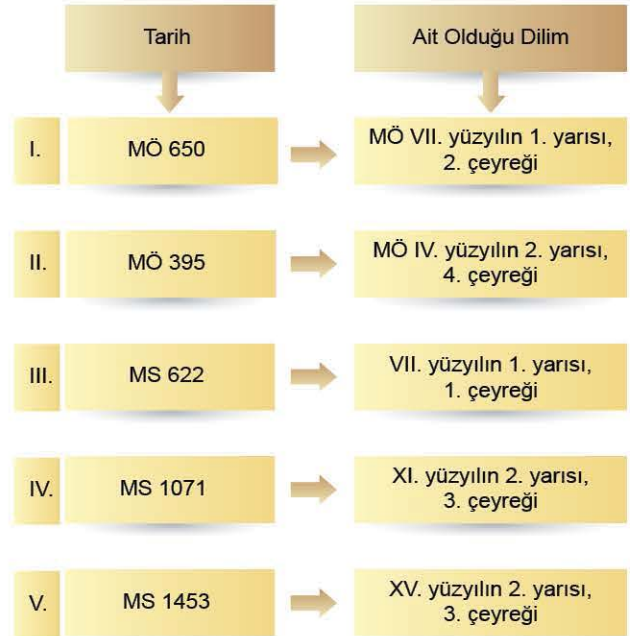 Tarih
Ait Olduğu Dilim
I.
MÖ 650
MÖ VII. yüzyılın 1. yarısı,
2. çeyreği
II.
MÖ 395
MÖ IV. yüzyılın 2. yarısı,
4. çeyreği
III.
MS 622
VII. yüzyılın 1. yarısı,
1. çeyreği
IV.
MS 1071
XI. yüzyılın 2. yarısı,
3. çeyreği
V.
MS 1453
XV. yüzyılın 2. yarısı,
3. çeyreği